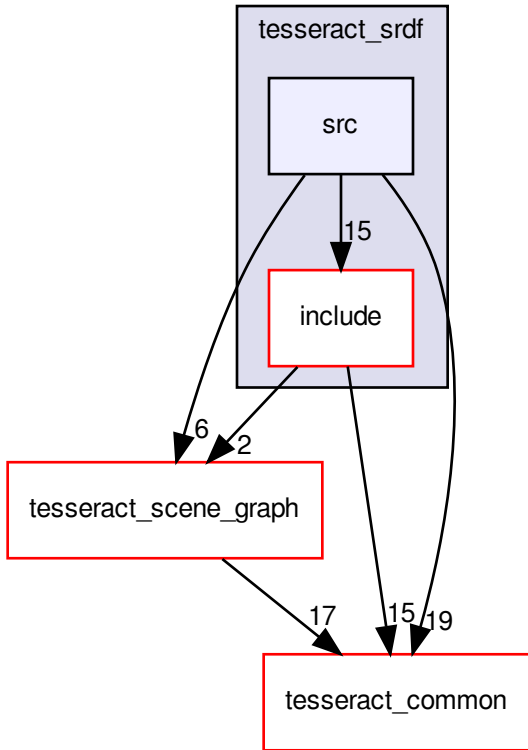 tesseract_srdf
src
15
include
6
2
tesseract_scene_graph
17
15
19
tesseract_common